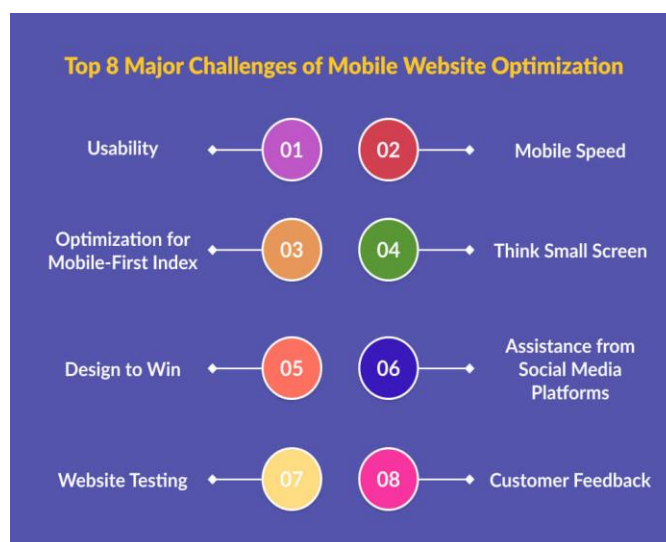 Top 8 Major Challenges of Mobile Website Optimization
Usability
01
02
Mobile Speed
Optimization for
Mobile-First Index
03
04
Think Small Screen
Design to Win
05
06
Assistance from
Social Media
Platforms
Website Testing
07
08
Customer Feedback